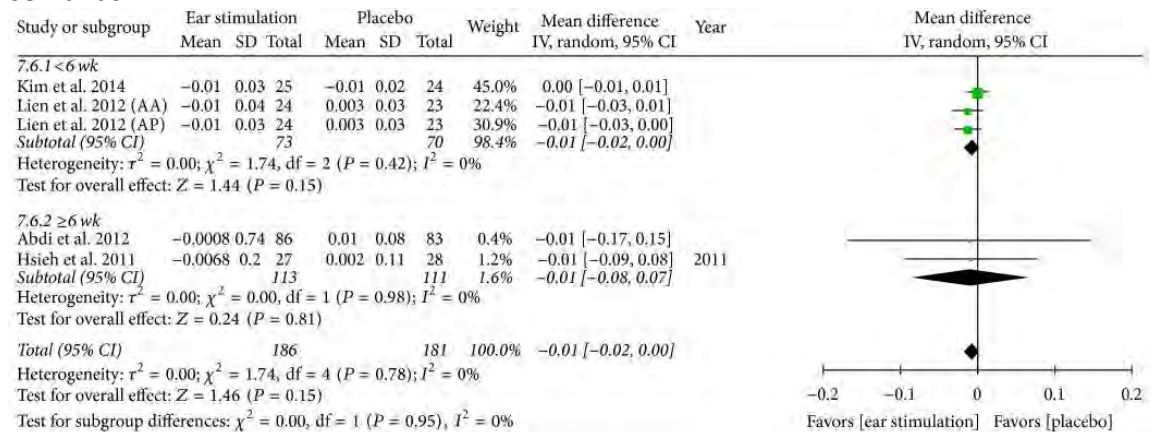 Study or subgroup Ear stimulation Placebo Weight Mean difference Year Mean difference
Mean SD Total Mean SD Total IV, random, 95% CI IV, random, 95% CI
7.6.1 <6 wk
Kim et al. 2014 −0.01 0.03 25 −0.01 0.02 24 45.0% 0.00 [−0.01, 0.01]
Lien et al. 2012 (AA) −0.01 0.04 24 0.003 0.03 23 22.4% −0.01 [−0.03, 0.01]
Lien et al. 2012 (AP) −0.01 0.03 24 0.003 0.03 23 30.9% −0.01 [−0.03, 0.00]
Subtotal (95% CI) 73 70 98.4% −0.01 [−0.02, 0.00]
Heterogeneity: τ² = 0.00; χ² = 1.74, df = 2 (P = 0.42); I² = 0%
Test for overall effect: Z = 1.44 (P = 0.15)
7.6.2 ≥6 wk
Abdi et al. 2012 −0.0008 0.74 86 0.01 0.08 83 0.4% −0.01 [−0.17, 0.15]
Hsieh et al. 2011 −0.0068 0.2 27 0.002 0.11 28 1.2% −0.01 [−0.09, 0.08] 2011
Subtotal (95% CI) 113 111 1.6% −0.01 [−0.08, 0.07]
Heterogeneity: τ² = 0.00; χ² = 0.00, df = 1 (P = 0.98); I² = 0%
Test for overall effect: Z = 0.24 (P = 0.81)
Total (95% CI) 186 181 100.0% −0.01 [−0.02, 0.00]
Heterogeneity: τ² = 0.00; χ² = 1.74, df = 4 (P = 0.78); I² = 0%
Test for overall effect: Z = 1.46 (P = 0.15)
Test for subgroup differences: χ² = 0.00, df = 1 (P = 0.95), I² = 0%
−0.2 −0.1 0 0.1 0.2
Favors [ear stimulation] Favors [placebo]